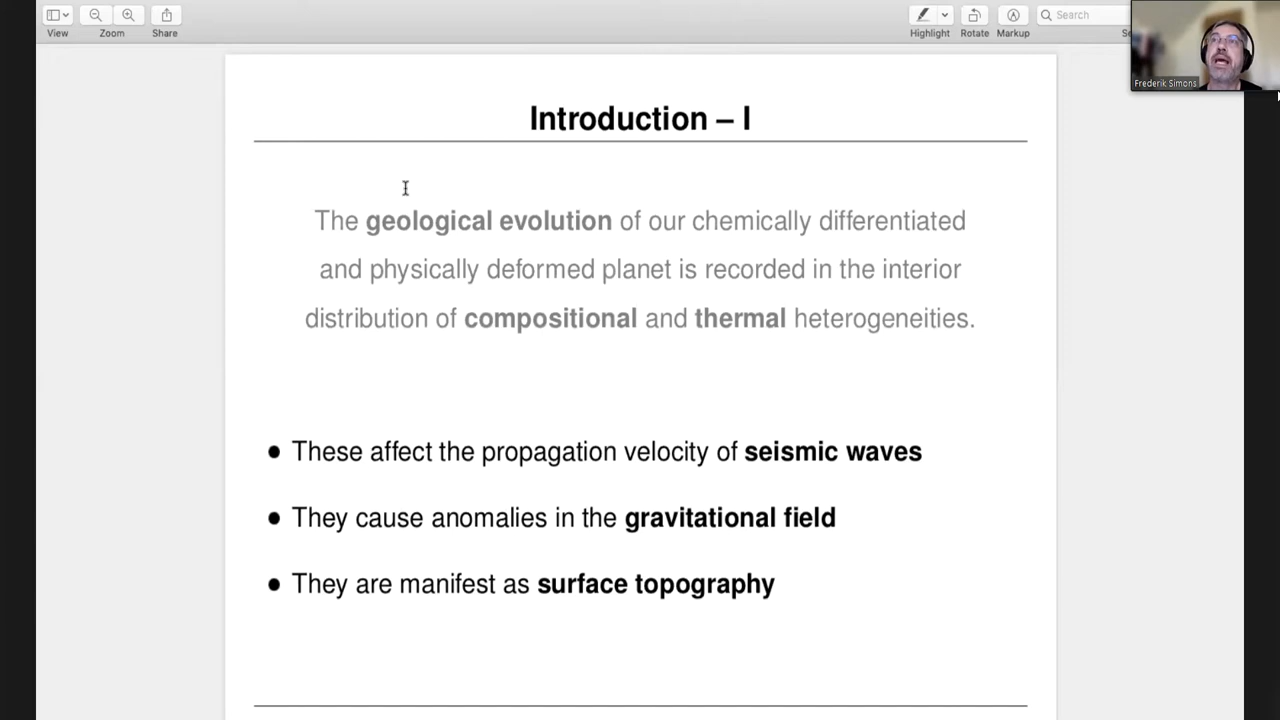 View
Zoom
Share
Highlight
Rotate
Markup
Search
Frederik Simons
Introduction – I
The geological evolution of our chemically differentiated
and physically deformed planet is recorded in the interior
distribution of compositional and thermal heterogeneities.
● These affect the propagation velocity of seismic waves
● They cause anomalies in the gravitational field
● They are manifest as surface topography